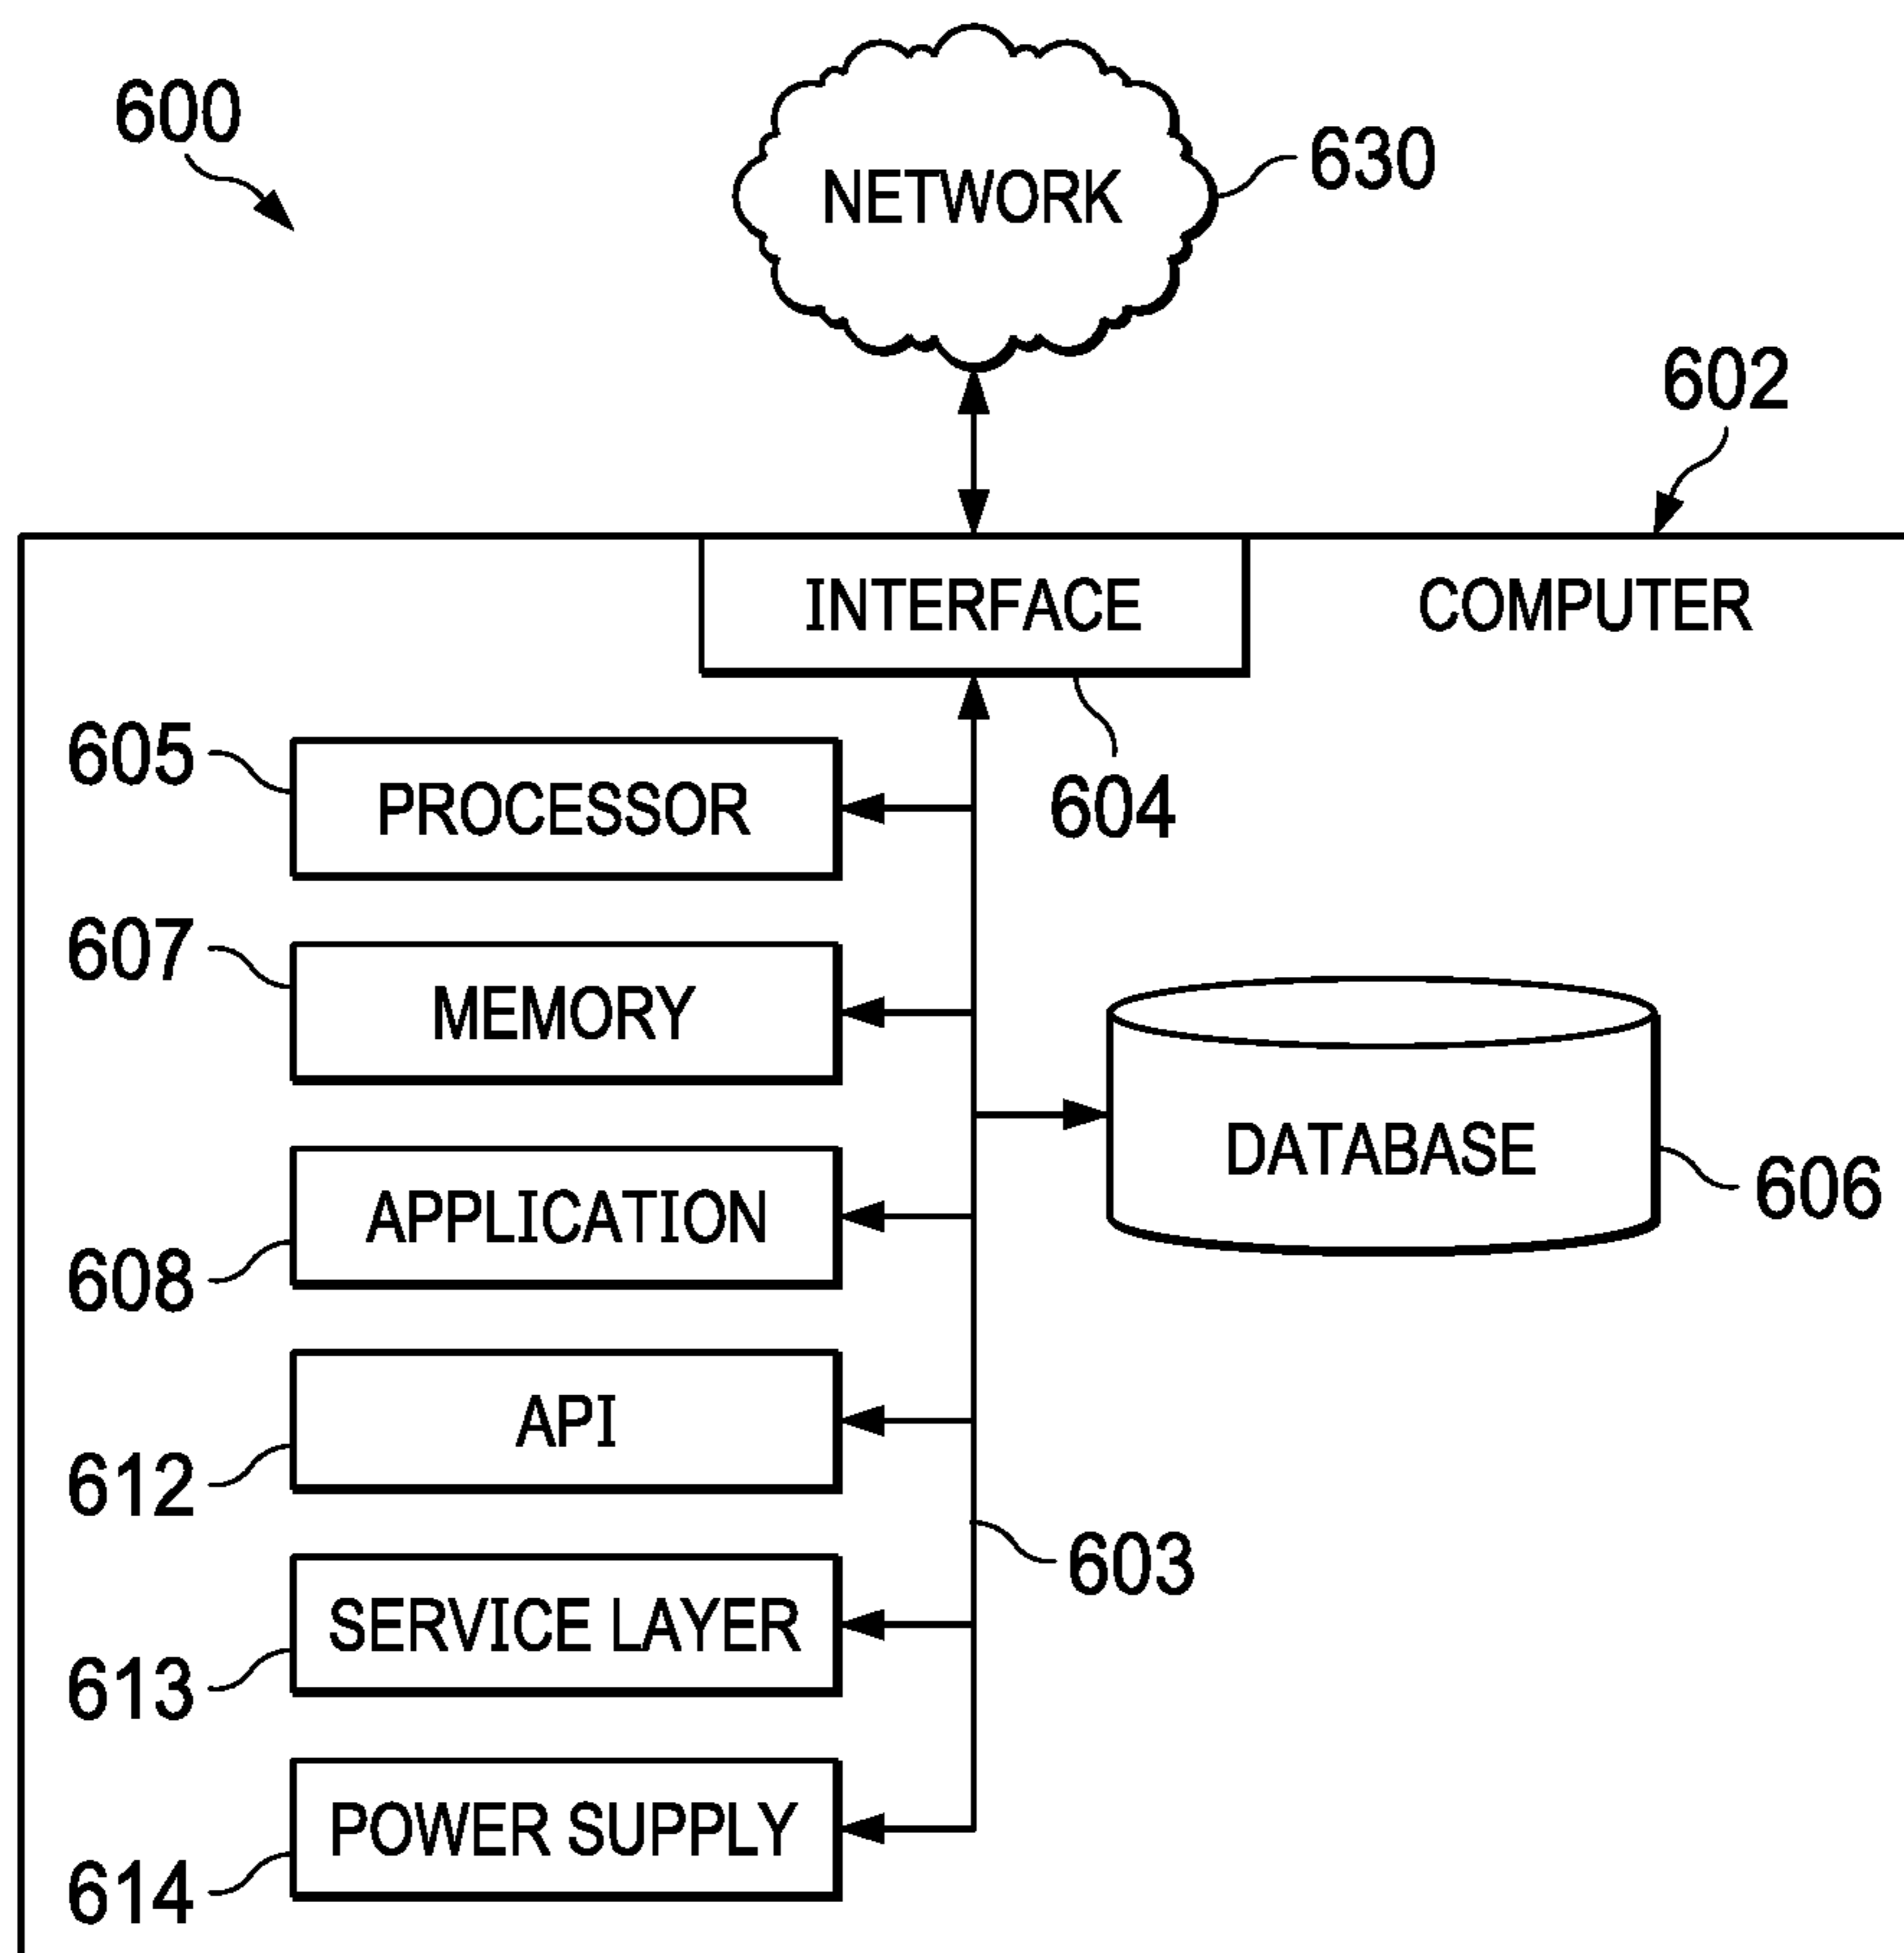 600
NETWORK
630
602
INTERFACE
COMPUTER
605
PROCESSOR
604
607
MEMORY
DATABASE
606
APPLICATION
608
API
612
603
SERVICE LAYER
613
POWER SUPPLY
614